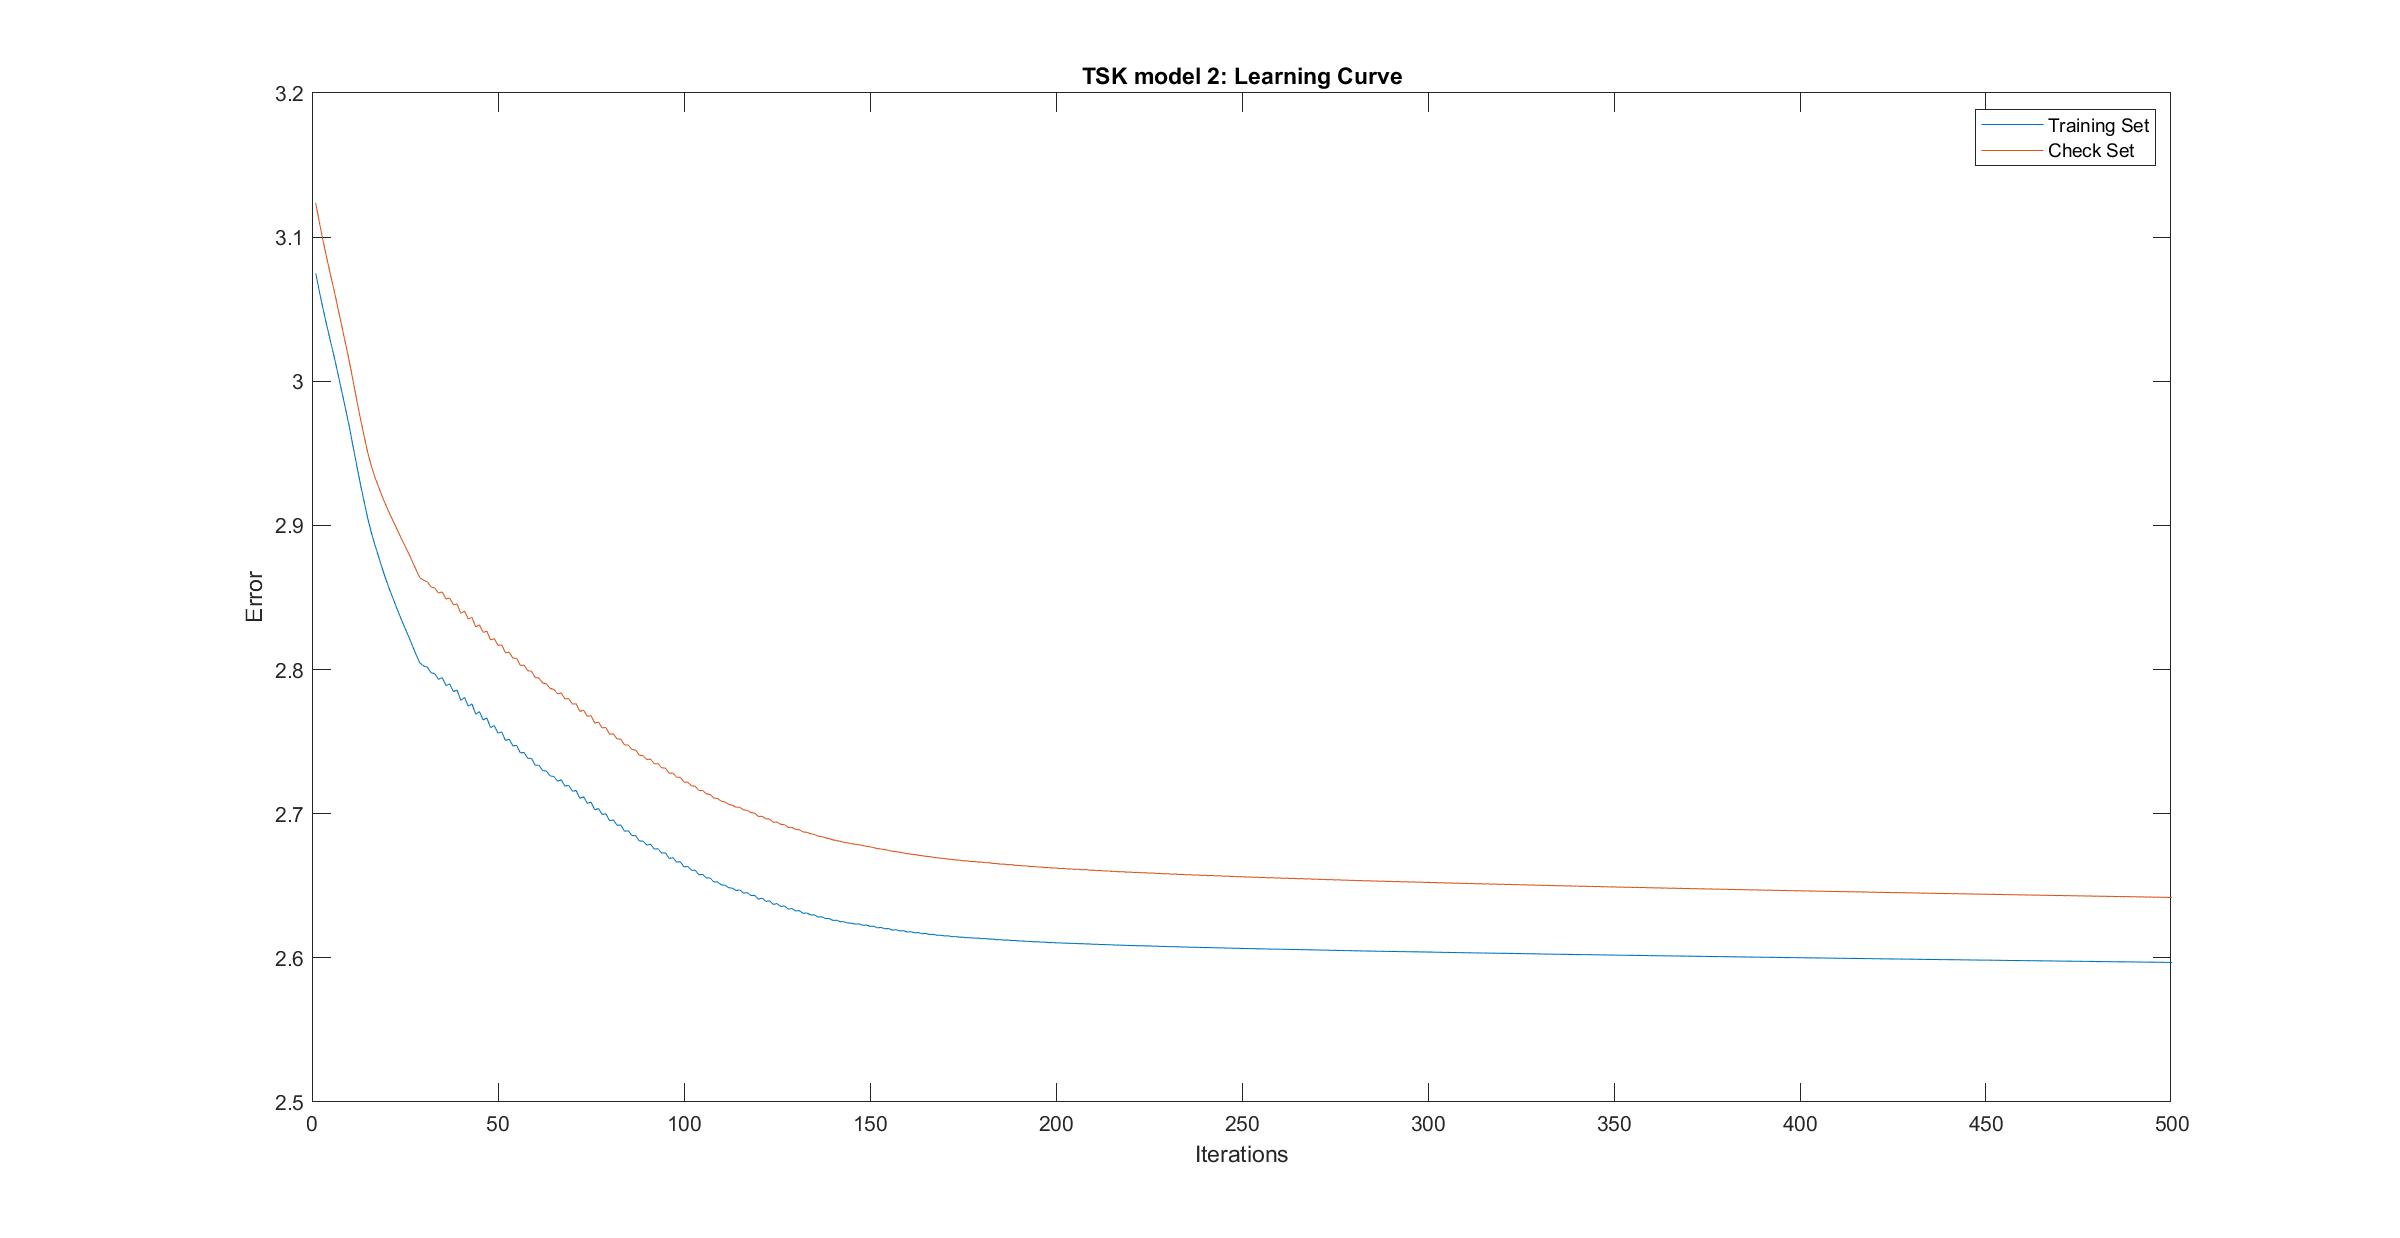 TSK model 2: Learning Curve
3.2
3.1
3
2.9
2.8
2.7
2.6
2.5
Error
Training Set
Check Set
0 50 100 150 200 250 300 350 400 450 500
Iterations